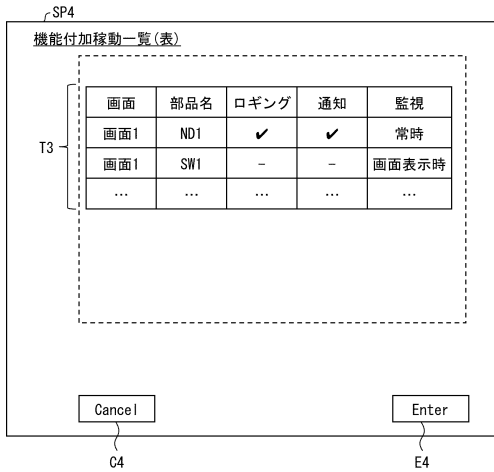 SP4
機能付加稼動一覧(表)
T3
画面 部品名 ロギング 通知 監視
画面1 ND1 ✔ ✔ 常時
画面1 SW1 － － 画面表示時
… … … … …
Cancel Enter
C4 E4